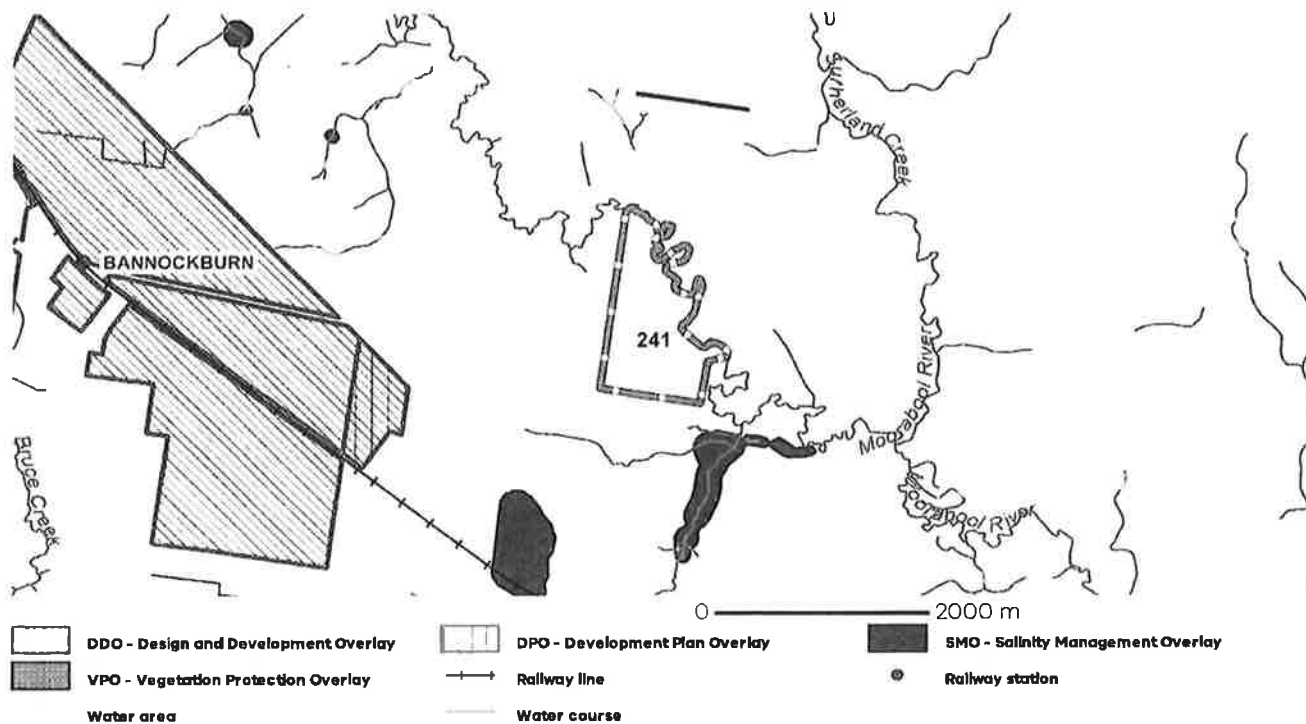 U
Sutherland Creek
BANNOCKBURN
241
Moorabool River
Bruce Creek
Moorabool River
0 2000 m
DDO - Design and Development Overlay DPO - Development Plan Overlay SMO - Salinity Management Overlay
VPO - Vegetation Protection Overlay Railway line Railway station
Water area Water course